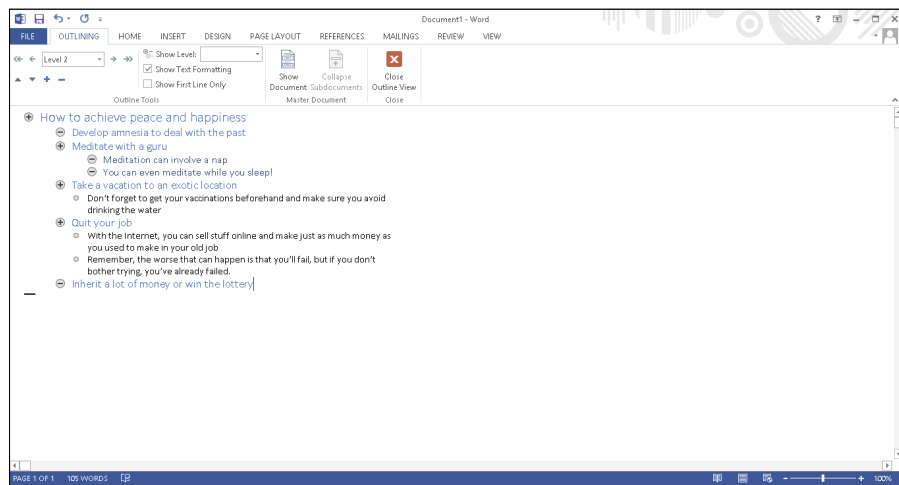 Document1 - Word
FILE OUTLINING HOME INSERT DESIGN PAGE LAYOUT REFERENCES MAILINGS REVIEW VIEW
Level 2
Show Level:
Show Text Formatting
Show First Line Only
Outline Tools
Show Document
Collapse Subdocuments
Master Document
Close Outline View
Close
How to achieve peace and happiness
Develop amnesia to deal with the past
Meditate with a guru
Meditation can involve a nap
You can even meditate while you sleep!
Take a vacation to an exotic location
Don't forget to get your vaccinations beforehand and make sure you avoid
drinking the water
Quit your job
With the Internet, you can sell stuff online and make just as much money as
you used to make in your old job
Remember, the worse that can happen is that you'll fail, but if you don't
bother trying, you've already failed.
Inherit a lot of money or win the lottery
PAGE 1 OF 1 105 WORDS 100%